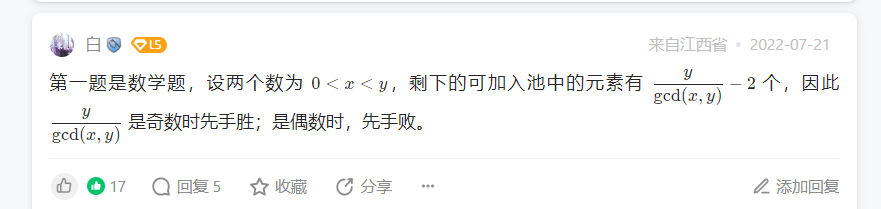 白 L5 来自江西省 • 2022-07-21
第一题是数学题，设两个数为 0 < x < y，剩下的可加入池中的元素有 y/gcd(x, y) − 2 个，因此
y/gcd(x, y) 是奇数时先手胜；是偶数时，先手败。
17 回复 5 收藏 分享 ··· 添加回复